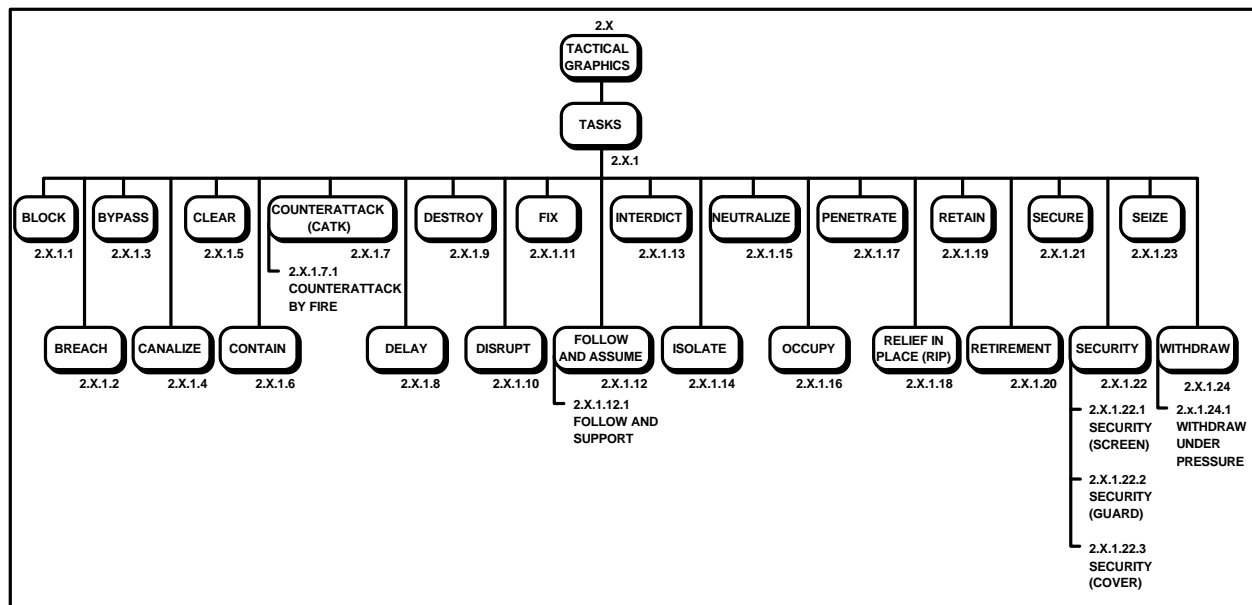 2.X
TACTICAL
GRAPHICS
TASKS
2.X.1
BLOCK
2.X.1.1
BYPASS
2.X.1.3
CLEAR
2.X.1.5
COUNTERATTACK
(CATK)
2.X.1.7
2.X.1.7.1
COUNTERATTACK
BY FIRE
DESTROY
2.X.1.9
FIX
2.X.1.11
INTERDICT
2.X.1.13
NEUTRALIZE
2.X.1.15
PENETRATE
2.X.1.17
RETAIN
2.X.1.19
SECURE
2.X.1.21
SEIZE
2.X.1.23
BREACH
2.X.1.2
CANALIZE
2.X.1.4
CONTAIN
2.X.1.6
DELAY
2.X.1.8
DISRUPT
2.X.1.10
FOLLOW
AND ASSUME
2.X.1.12
2.X.1.12.1
FOLLOW AND
SUPPORT
ISOLATE
2.X.1.14
OCCUPY
2.X.1.16
RELIEF IN
PLACE (RIP)
2.X.1.18
RETIREMENT
2.X.1.20
SECURITY
2.X.1.22
2.X.1.22.1
SECURITY
(SCREEN)
2.X.1.22.2
SECURITY
(GUARD)
2.X.1.22.3
SECURITY
(COVER)
WITHDRAW
2.X.1.24
2.x.1.24.1
WITHDRAW
UNDER
PRESSURE